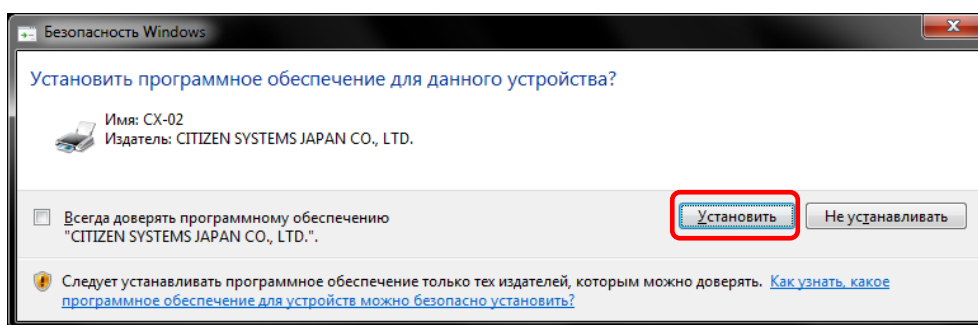 Безопасность Windows
Установить программное обеспечение для данного устройства?
Имя: CX-02
Издатель: CITIZEN SYSTEMS JAPAN CO., LTD.
Всегда доверять программному обеспечению
"CITIZEN SYSTEMS JAPAN CO., LTD.".
Установить
Не устанавливать
Следует устанавливать программное обеспечение только тех издателей, которым можно доверять. Как узнать, какое
программное обеспечение для устройств можно безопасно установить?